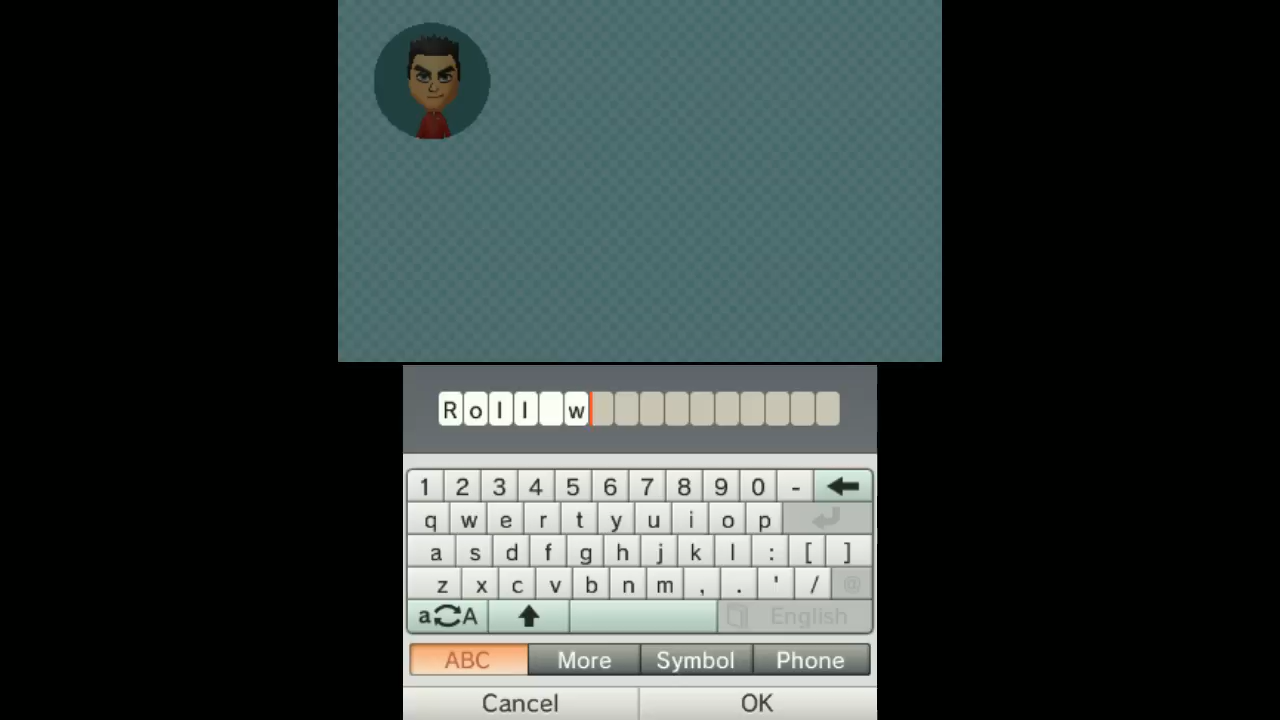 Roll w
1 2 3 4 5 6 7 8 9 0 -
q w e r t y u i o p
a s d f g h j k l : [ ]
z x c v b n m , . ' / @
a A English
ABC More Symbol Phone
Cancel OK